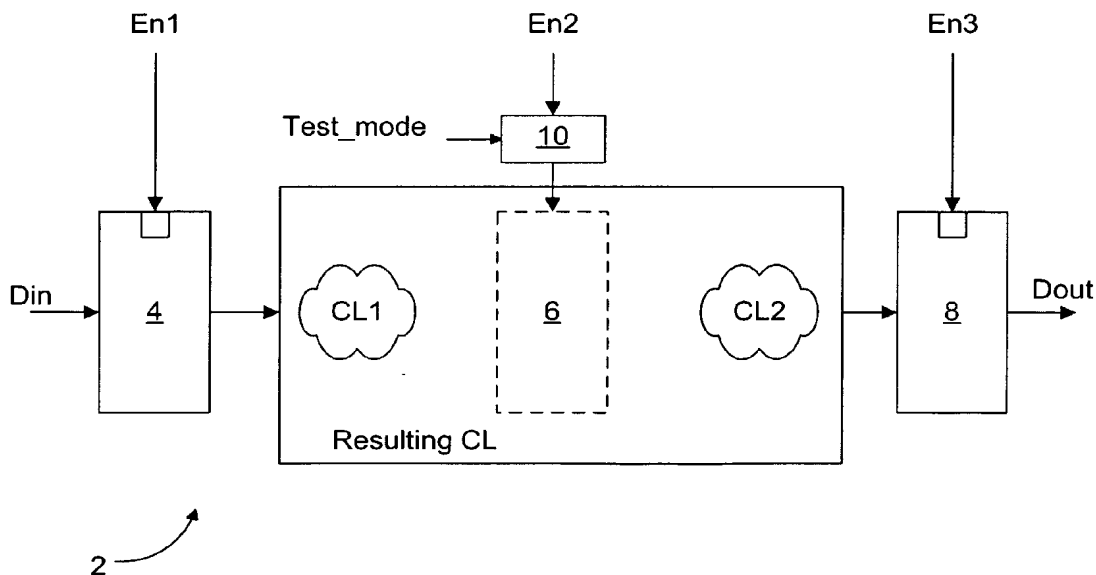 En1
En2
En3
Test_mode
10
Din
4
CL1
6
CL2
8
Dout
Resulting CL
2